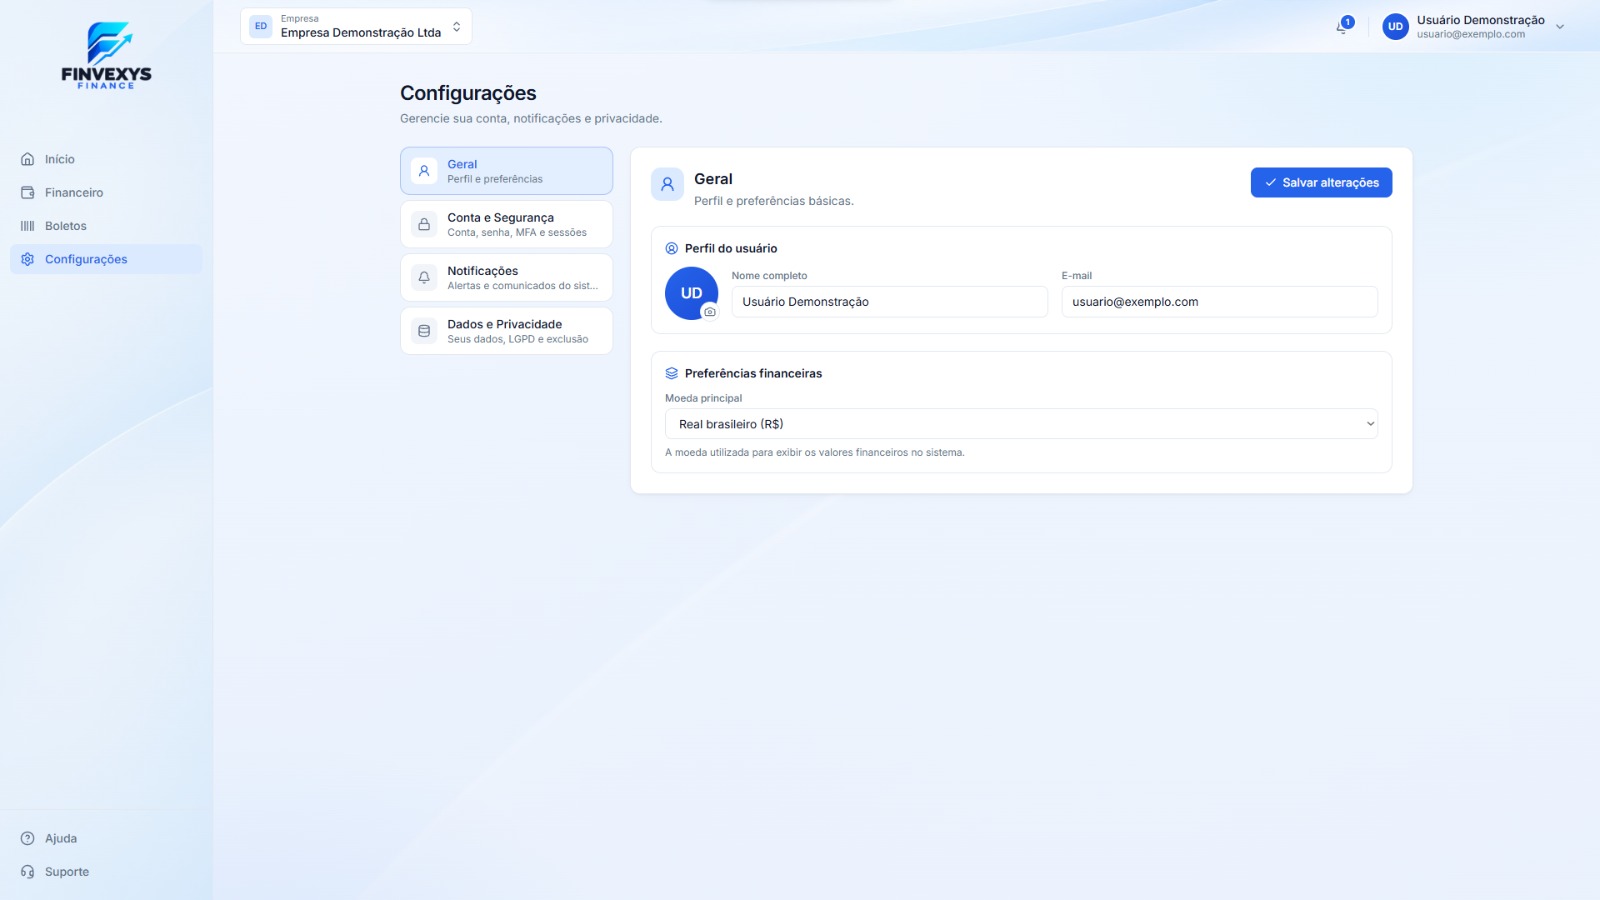 FINVEXYS
FINANCE
Início
Financeiro
Boletos
Configurações
Ajuda
Suporte
ED
Empresa
Empresa Demonstração Ltda
1
UD
Usuário Demonstração
usuario@exemplo.com
Configurações
Gerencie sua conta, notificações e privacidade.
Geral
Perfil e preferências
Conta e Segurança
Conta, senha, MFA e sessões
Notificações
Alertas e comunicados do sist...
Dados e Privacidade
Seus dados, LGPD e exclusão
Geral
Perfil e preferências básicas.
Salvar alterações
Perfil do usuário
UD
Nome completo
Usuário Demonstração
E-mail
usuario@exemplo.com
Preferências financeiras
Moeda principal
Real brasileiro (R$)
A moeda utilizada para exibir os valores financeiros no sistema.